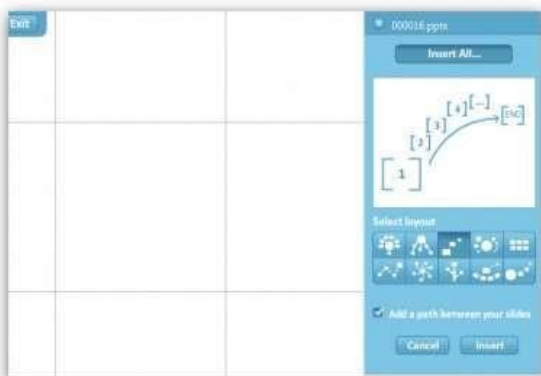 Exit
000016.pptx
Insert All...
[1]
[2]
[3]
[4]
[...]
[END]
Select layout
Add a path between your slides
Cancel
Insert